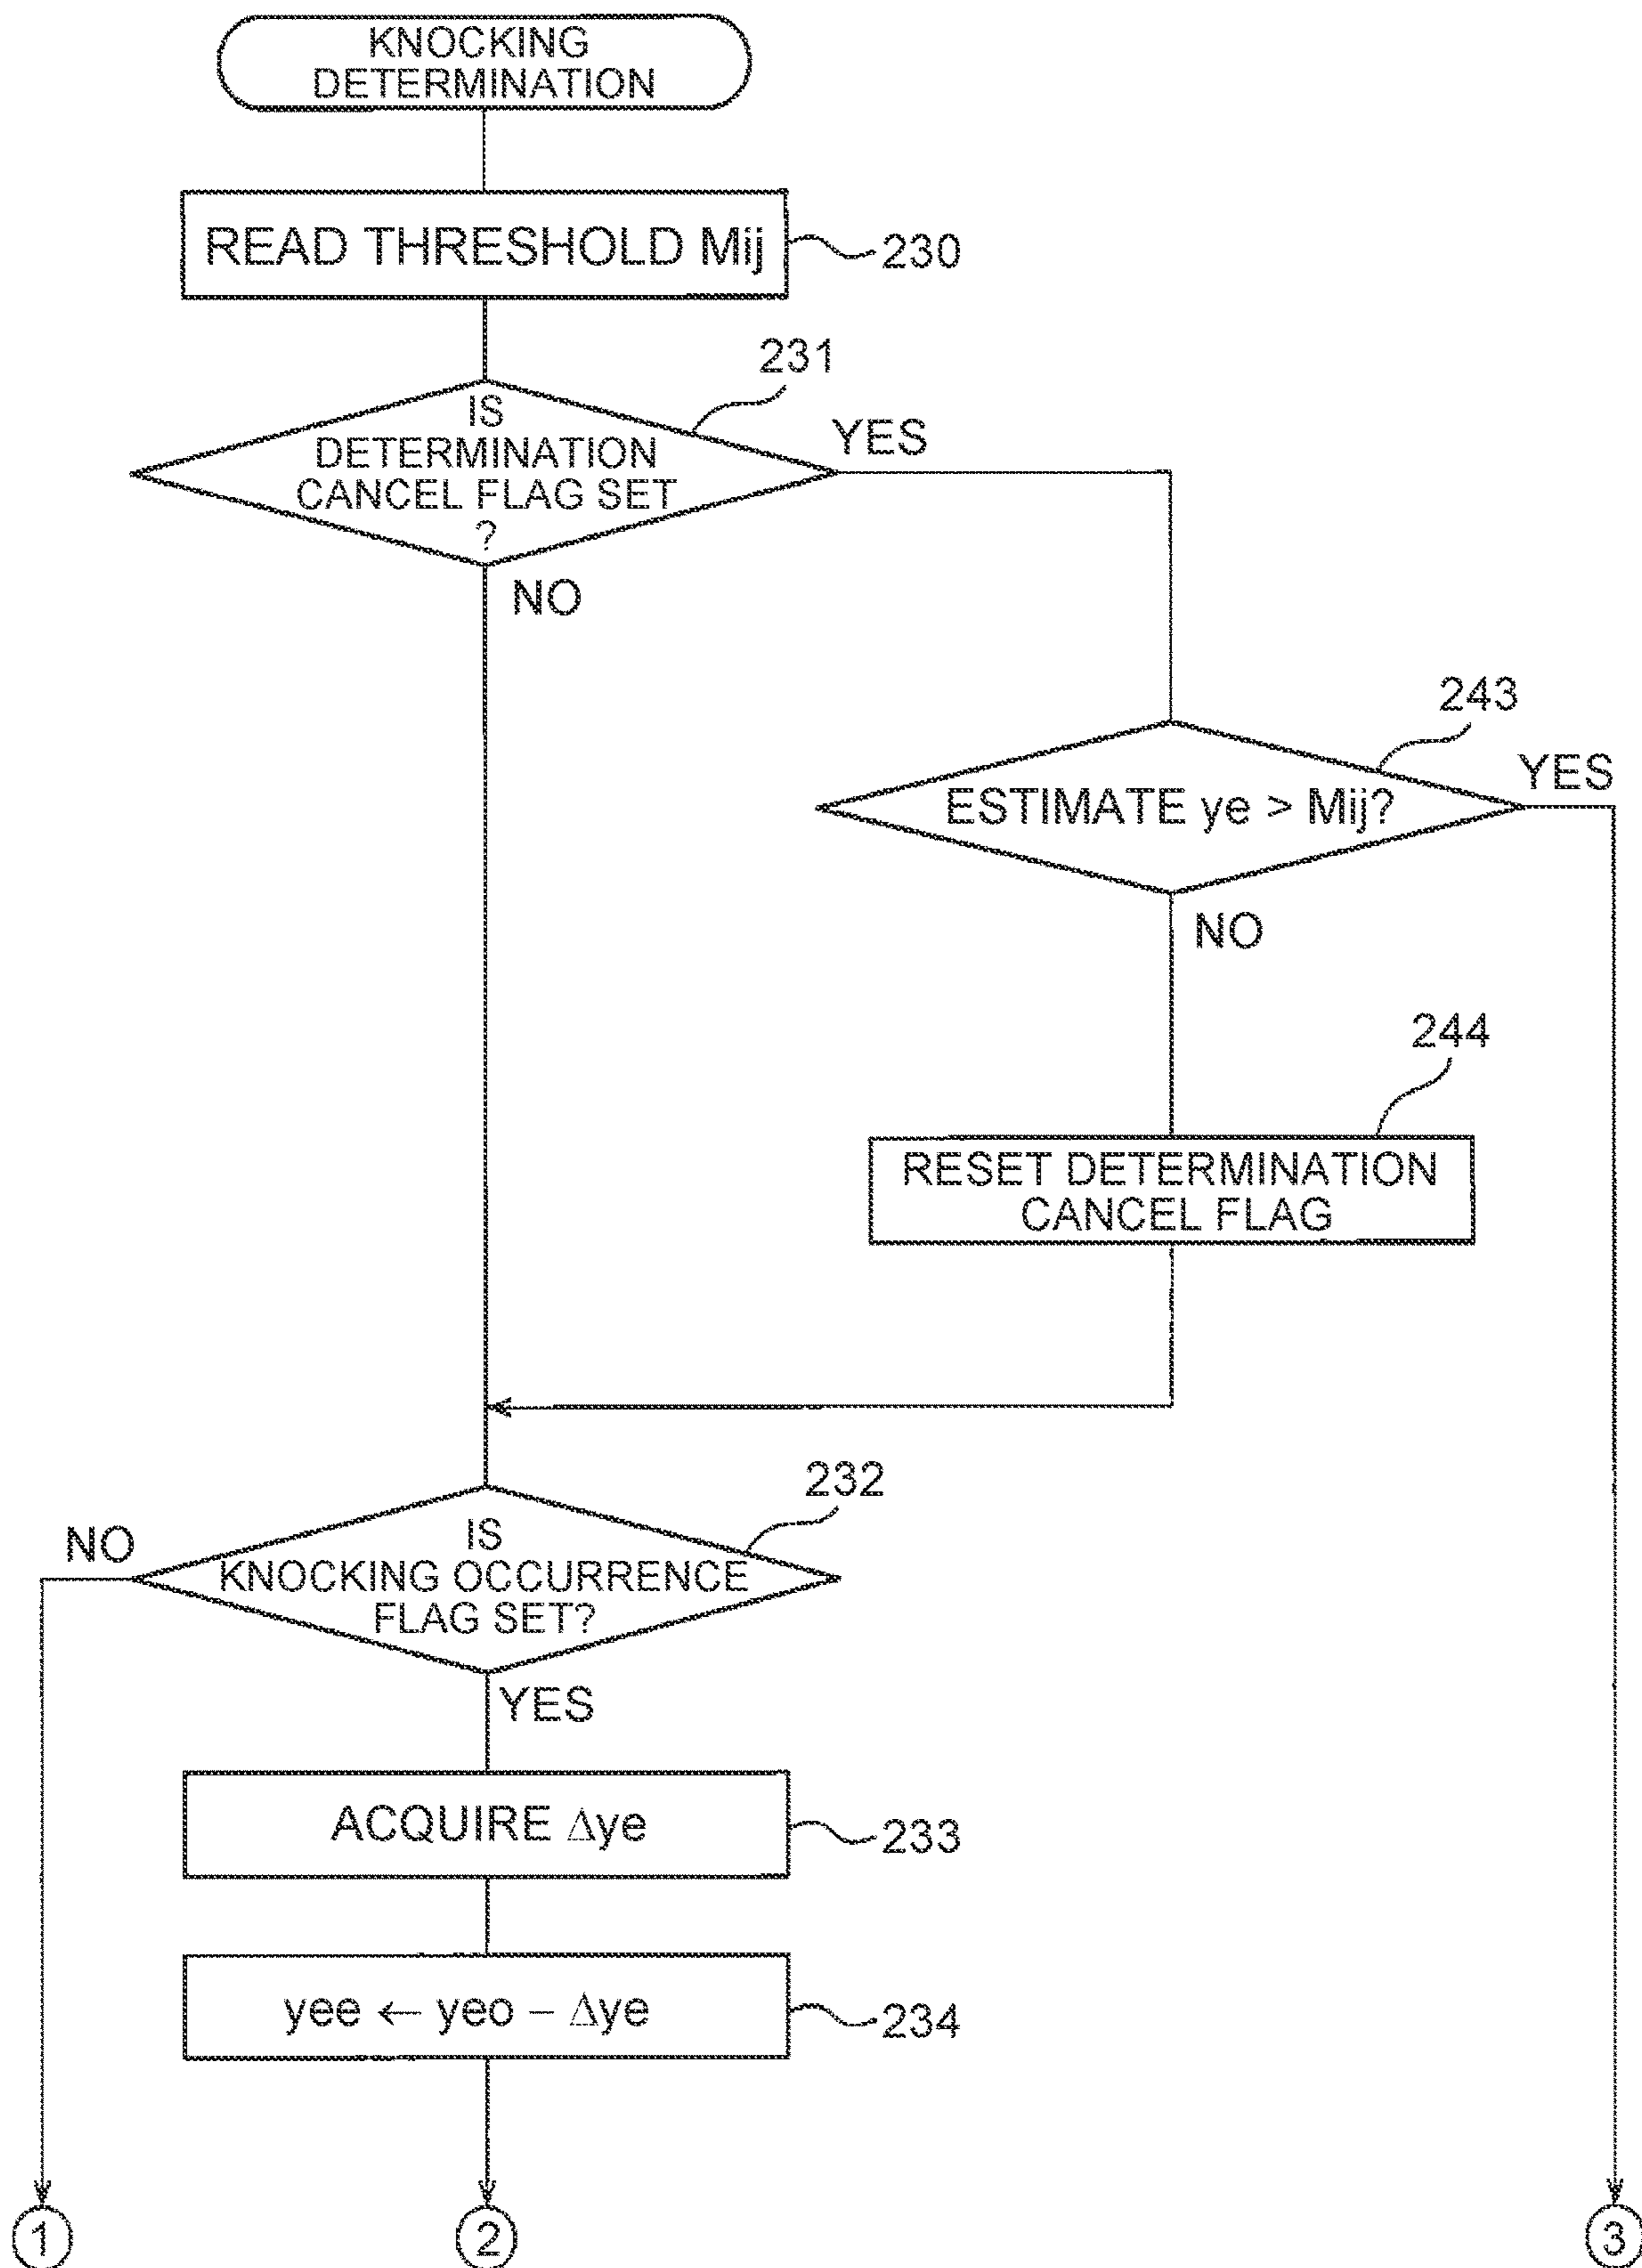 KNOCKING
DETERMINATION
READ THRESHOLD Mij
230
231
IS
DETERMINATION
CANCEL FLAG SET
?
YES
NO
243
ESTIMATE ye > Mij?
YES
NO
244
RESET DETERMINATION
CANCEL FLAG
232
IS
KNOCKING OCCURRENCE
FLAG SET?
NO
YES
ACQUIRE Δye
233
yee ← yeo – Δye
234
1
2
3